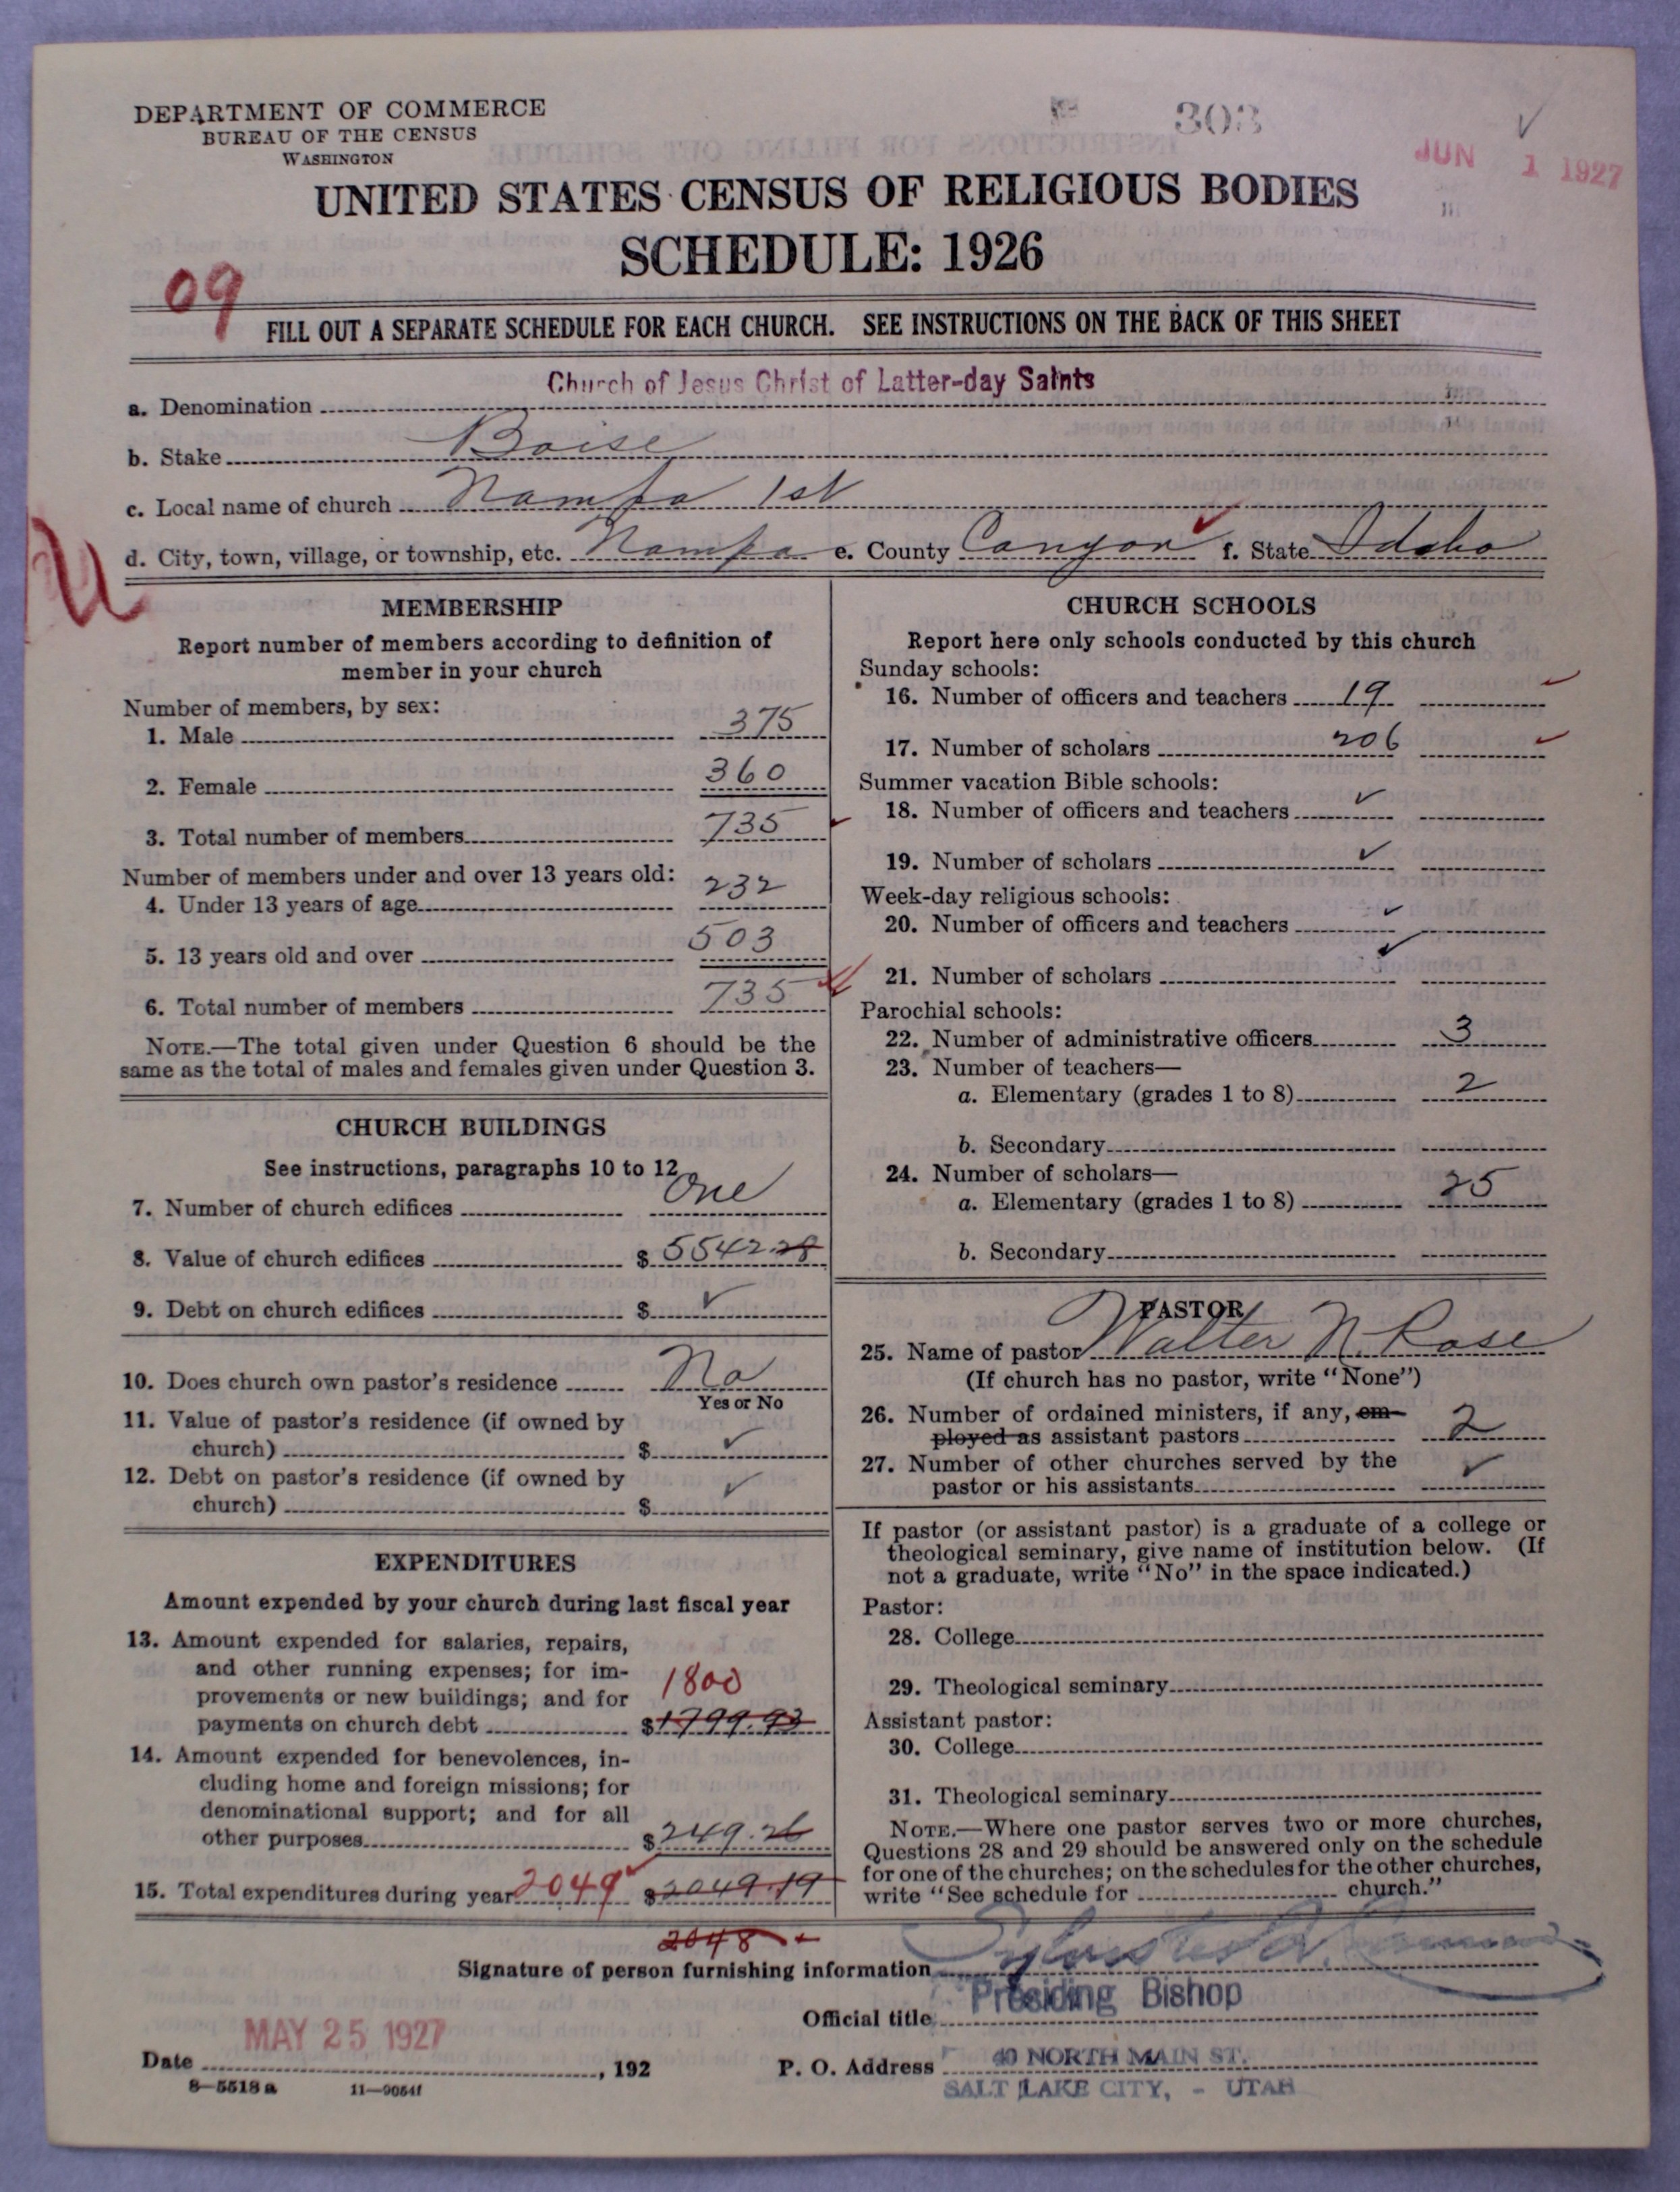 DEPARTMENT OF COMMERCE
BUREAU OF THE CENSUS
WASHINGTON
303
JUN 1 1927
UNITED STATES CENSUS OF RELIGIOUS BODIES
SCHEDULE: 1926
09
FILL OUT A SEPARATE SCHEDULE FOR EACH CHURCH. SEE INSTRUCTIONS ON THE BACK OF THIS SHEET
a. Denomination Church of Jesus Christ of Latter-day Saints
b. Stake Boise
c. Local name of church Nampa 1st
d. City, town, village, or township, etc. Nampa e. County Canyon f. State Idaho
U
MEMBERSHIP
Report number of members according to definition of
member in your church
Number of members, by sex:
1. Male 375
2. Female 360
3. Total number of members 735
Number of members under and over 13 years old:
4. Under 13 years of age 232
5. 13 years old and over 503
6. Total number of members 735
NOTE.—The total given under Question 6 should be the
same as the total of males and females given under Question 3.
CHURCH BUILDINGS
See instructions, paragraphs 10 to 12
7. Number of church edifices One
8. Value of church edifices $ 5542.28
9. Debt on church edifices $ ✓
10. Does church own pastor's residence No
Yes or No
11. Value of pastor's residence (if owned by
church) $ ✓
12. Debt on pastor's residence (if owned by
church) $ ✓
EXPENDITURES
Amount expended by your church during last fiscal year
13. Amount expended for salaries, repairs,
and other running expenses; for im-
provements or new buildings; and for 1800
payments on church debt $1799.93
14. Amount expended for benevolences, in-
cluding home and foreign missions; for
denominational support; and for all
other purposes $249.26
15. Total expenditures during year 2049 $2049.19
2048
CHURCH SCHOOLS
Report here only schools conducted by this church
Sunday schools:
16. Number of officers and teachers 19
17. Number of scholars 206
Summer vacation Bible schools:
18. Number of officers and teachers ✓
19. Number of scholars ✓
Week-day religious schools:
20. Number of officers and teachers ✓
21. Number of scholars ✓
Parochial schools:
22. Number of administrative officers 3
23. Number of teachers—
a. Elementary (grades 1 to 8) 2
b. Secondary
24. Number of scholars—
a. Elementary (grades 1 to 8) 25
b. Secondary
PASTOR
25. Name of pastor Walter N. Rose
(If church has no pastor, write "None")
26. Number of ordained ministers, if any, em-
ployed as assistant pastors 2
27. Number of other churches served by the
pastor or his assistants ✓
If pastor (or assistant pastor) is a graduate of a college or
theological seminary, give name of institution below. (If
not a graduate, write "No" in the space indicated.)
Pastor:
28. College
29. Theological seminary
Assistant pastor:
30. College
31. Theological seminary
NOTE.—Where one pastor serves two or more churches,
Questions 28 and 29 should be answered only on the schedule
for one of the churches; on the schedules for the other churches,
write "See schedule for church."
Signature of person furnishing information
Official title Presiding Bishop
Date MAY 25 1927, 192 P. O. Address 40 NORTH MAIN ST.
SALT LAKE CITY, - UTAH
8—5518 a 11—9054f